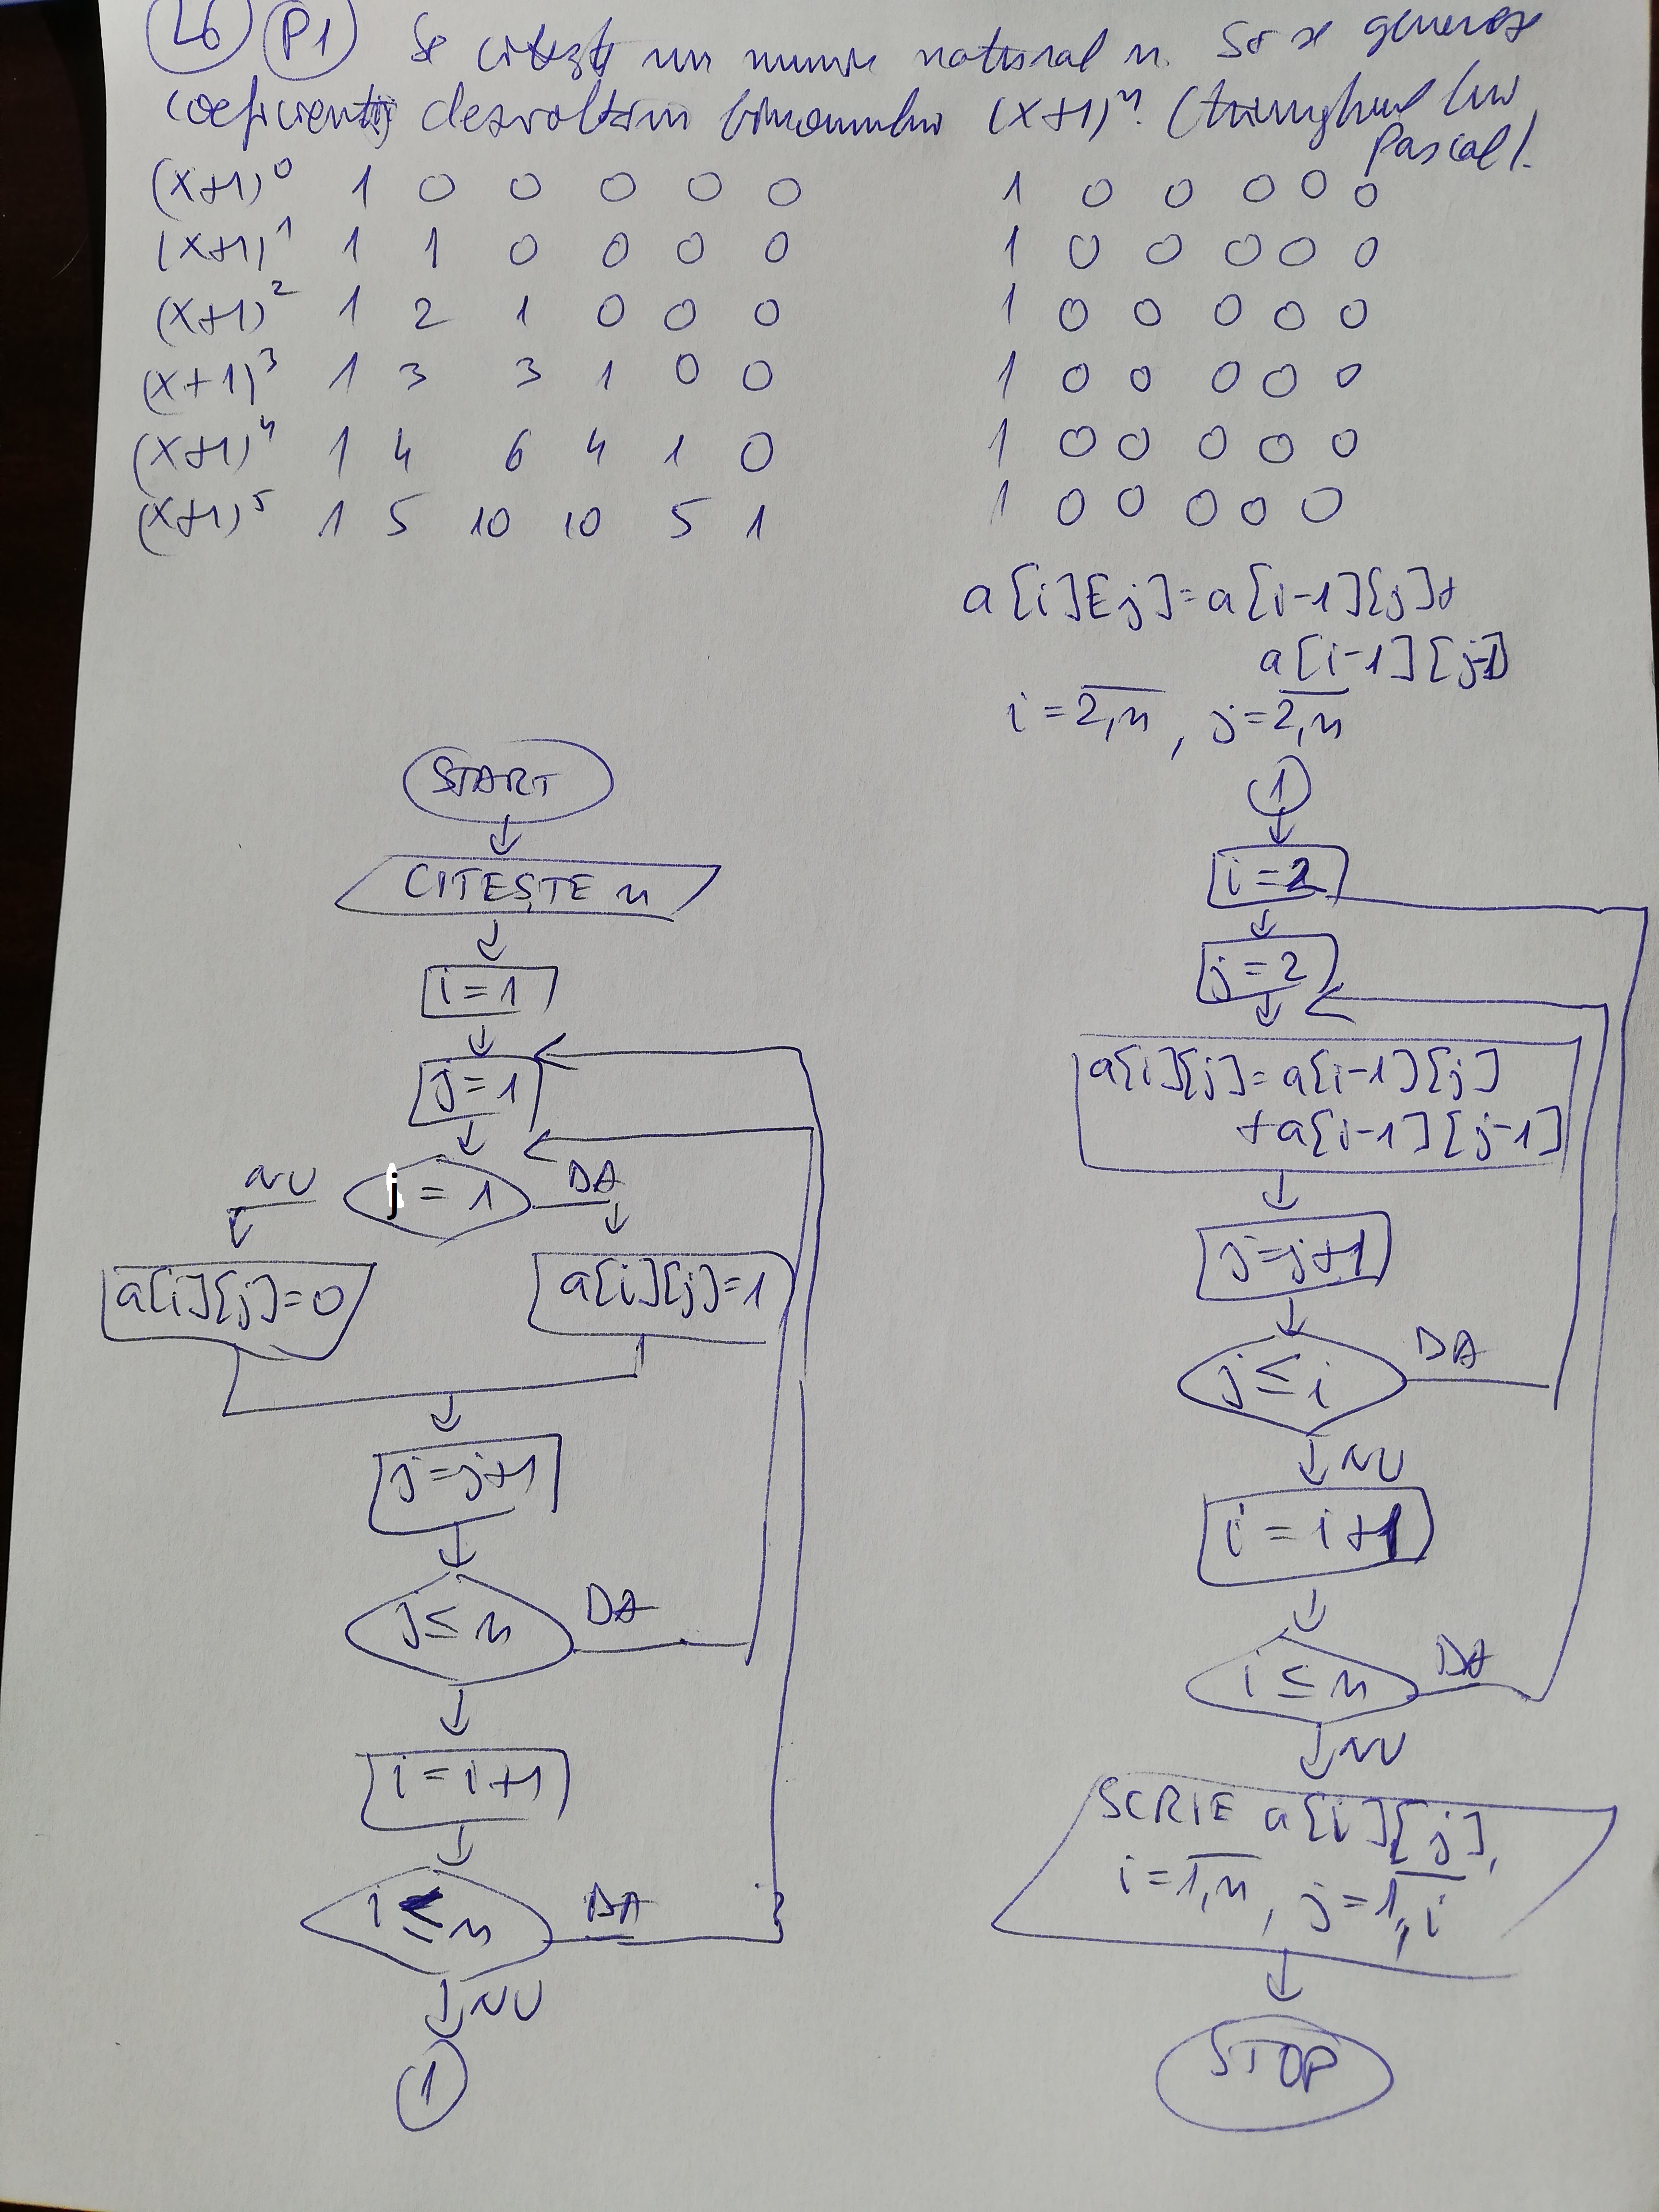 26 P1 Se citește un număr natural n. Să se genereze
coeficienții dezvoltării binomului (x+1)^n. (triunghiul lui
Pascal).
(x+1)^0 1 0 0 0 0 0
(x+1)^1 1 1 0 0 0 0
(x+1)^2 1 2 1 0 0 0
(x+1)^3 1 3 3 1 0 0
(x+1)^4 1 4 6 4 1 0
(x+1)^5 1 5 10 10 5 1
1 0 0 0 0 0
1 0 0 0 0 0
1 0 0 0 0 0
1 0 0 0 0 0
1 0 0 0 0 0
1 0 0 0 0 0
a[i][j]=a[i-1][j]+
a[i-1][j-1]
i=2,n, j=2,n
START
CITEȘTE n
i=1
j=1
NU j = 1 DA
a[i][j]=0 a[i][j]=1
j=j+1
j≤n DA
i=i+1
i≤n DA
NU
1
1
i=2
j=2
a[i][j]=a[i-1][j]
+a[i-1][j-1]
j=j+1
j≤i DA
NU
i=i+1
i≤n DA
NU
SCRIE a[i][j],
i=1,n, j=1,i
STOP